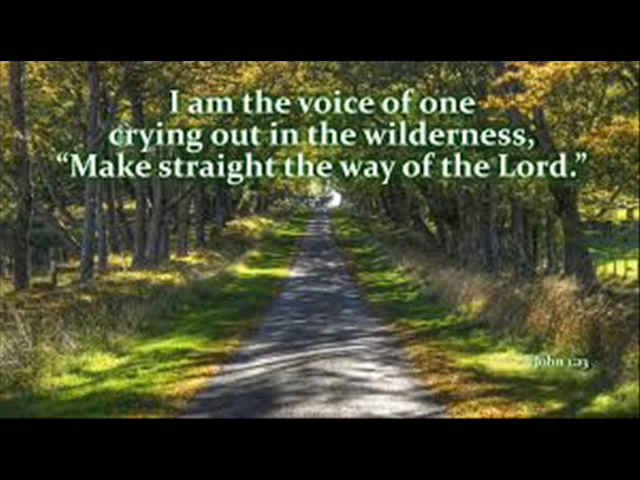 I am the voice of one
crying out in the wilderness,
“Make straight the way of the Lord.”
John 1:23